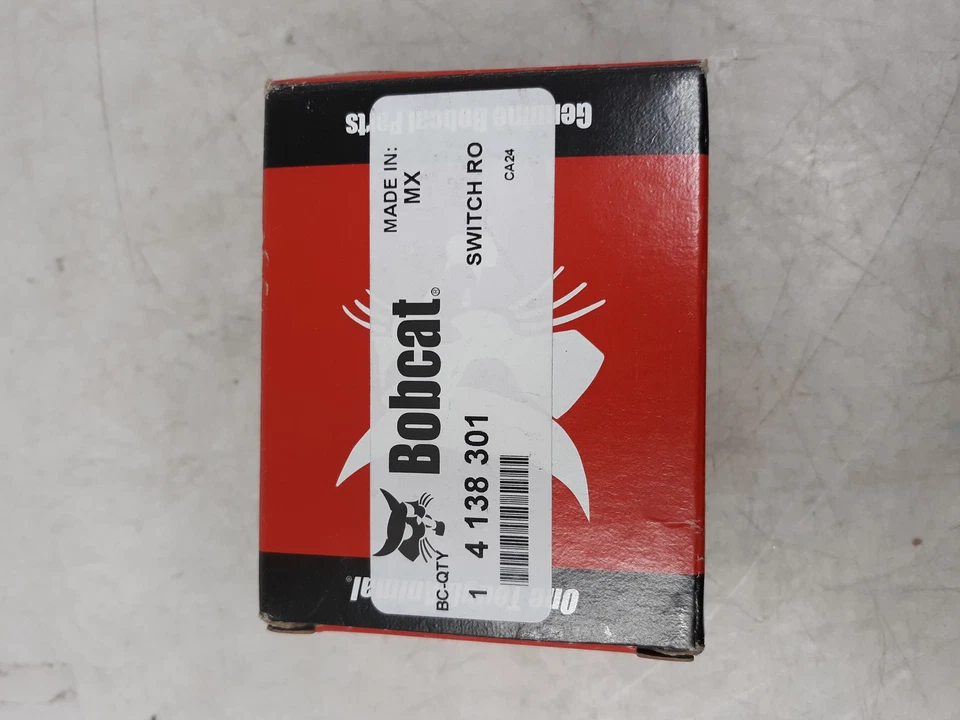 Genuine Bobcat Parts
MADE IN:
MX
Bobcat®
BC-QTY
1 4 138 301 SWITCH RO
CA24
One Tough Animal®